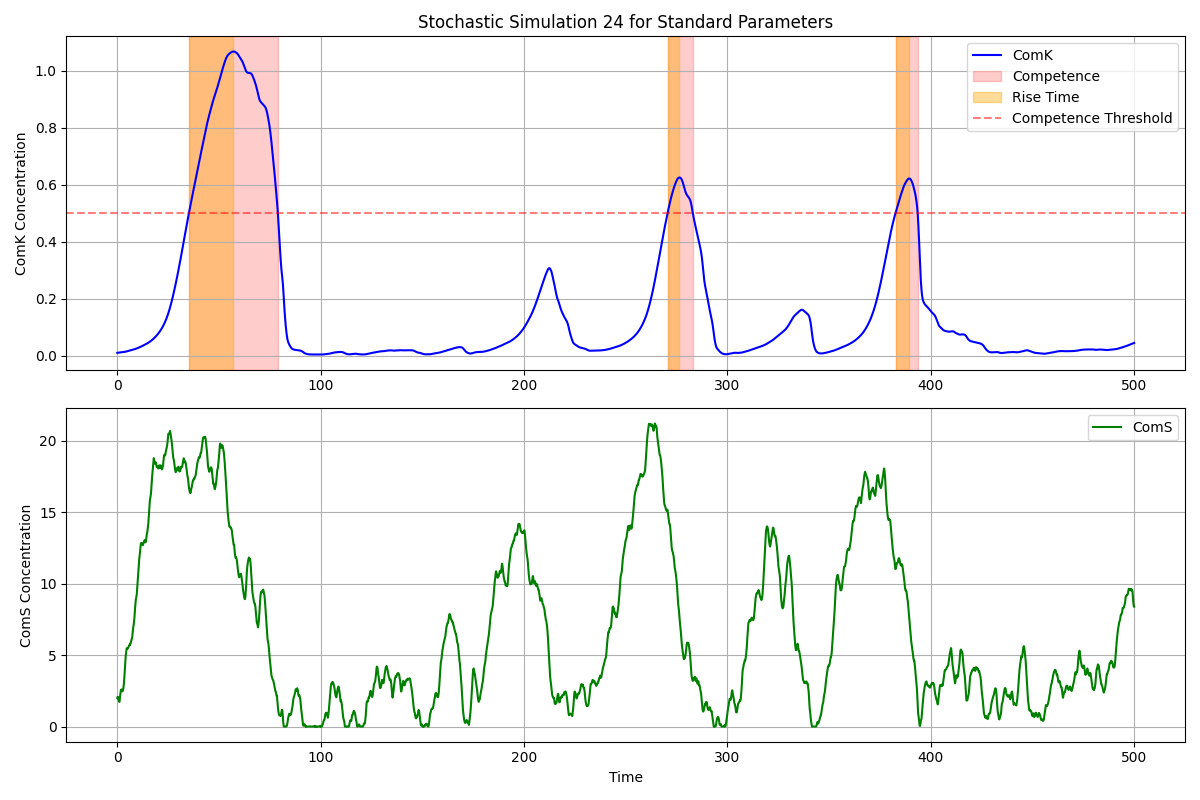 Stochastic Simulation 24 for Standard Parameters
ComK Concentration
1.0
0.8
0.6
0.4
0.2
0.0
ComK
Competence
Rise Time
Competence Threshold
0 100 200 300 400 500
ComS Concentration
20
15
10
5
0
ComS
0 100 200 300 400 500
Time